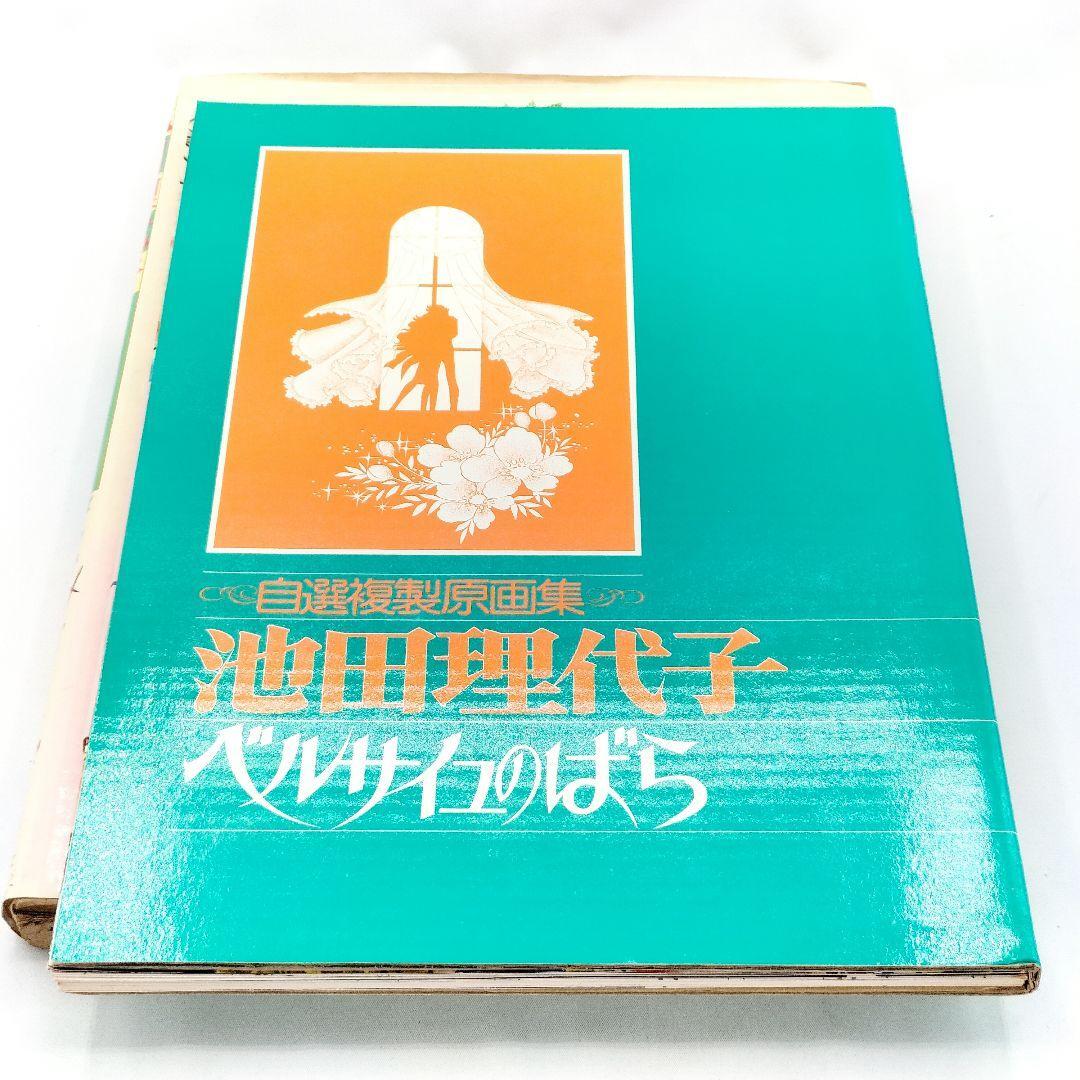 自選複製原画集
池田理代子
ベルサイユのばら